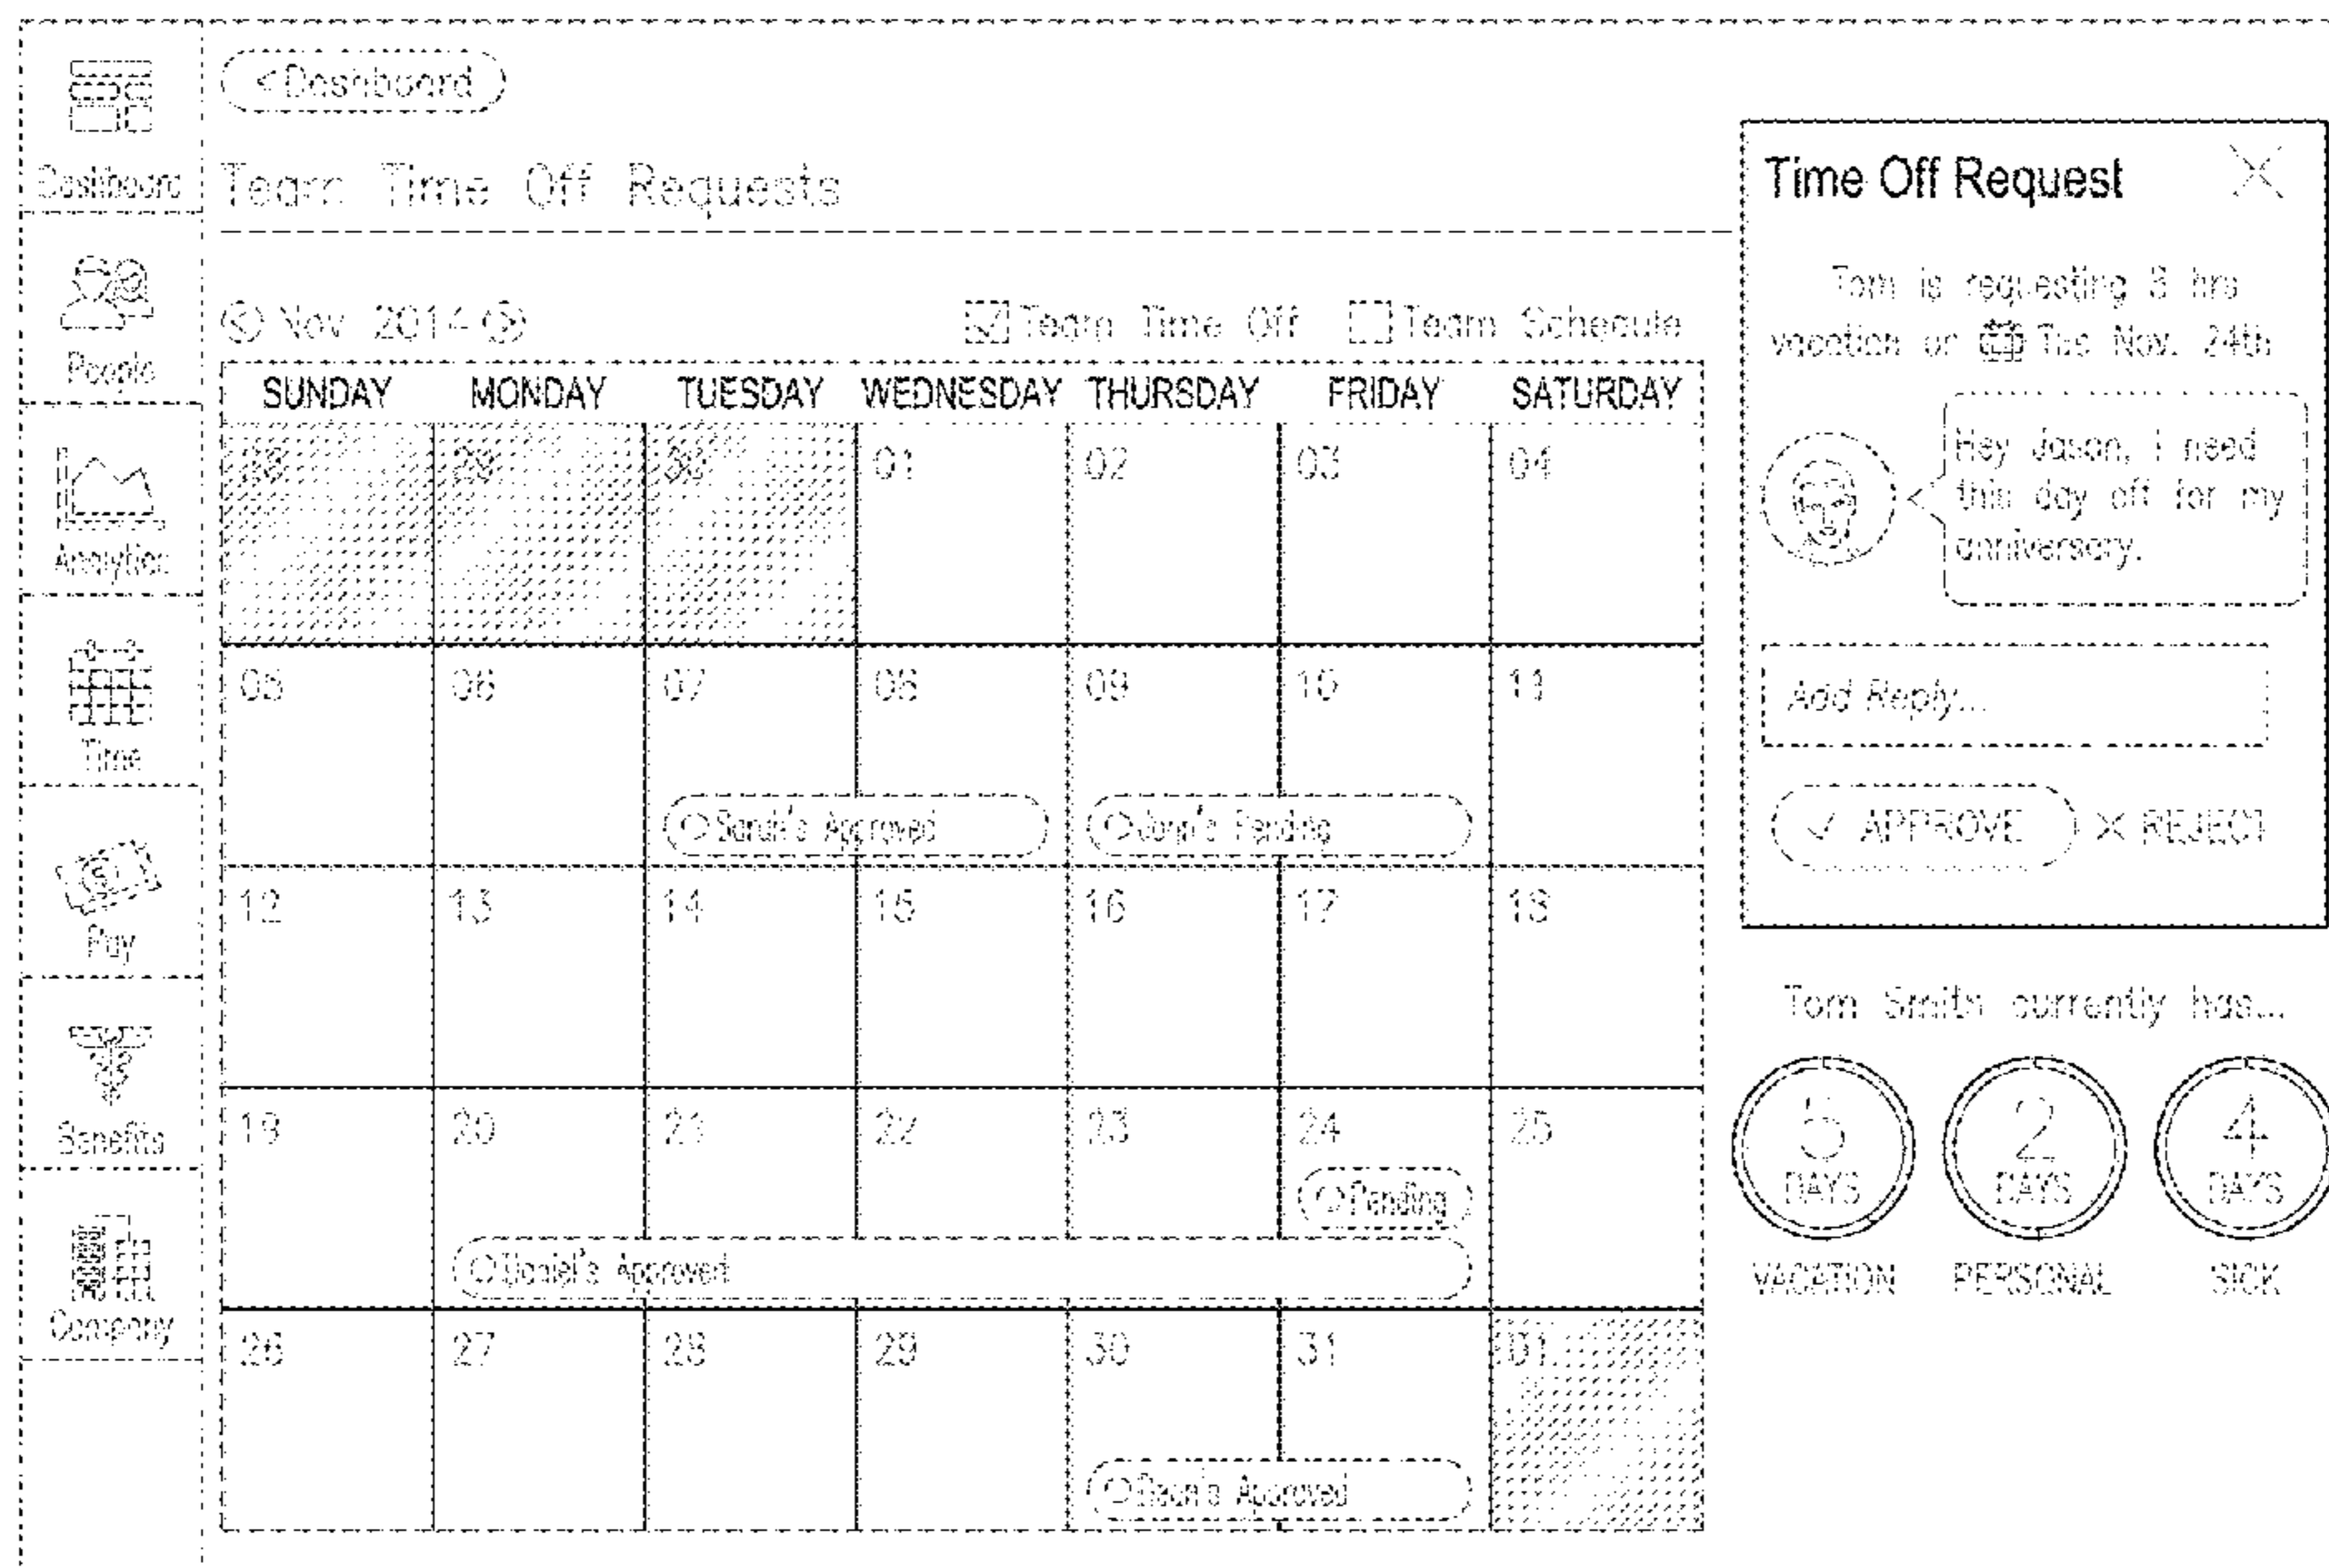 <Dashboard
Dashboard
Team Time Off Requests
Time Off Request
Tom is requesting 8 hrs
vacation on Tue Nov. 24th
People
Nov 2014
Team Time Off
Team Schedule
SUNDAY MONDAY TUESDAY WEDNESDAY THURSDAY FRIDAY SATURDAY
Hey Jason, I need
this day off for my
anniversary.
28 29 30 01 02 03 04
Analytics
Add Reply...
05 06 07 08 09 10 11
Time
Sarah's Approved
Pending
APPROVE
REJECT
12 13 14 15 16 17 18
Pay
Tom Smith currently has...
19 20 21 22 23 24 25
Benefits
Pending
Daniel's Approved
5 DAYS
2 DAYS
4 DAYS
VACATION
PERSONAL
SICK
Company
26 27 28 29 30 31 01
Approved